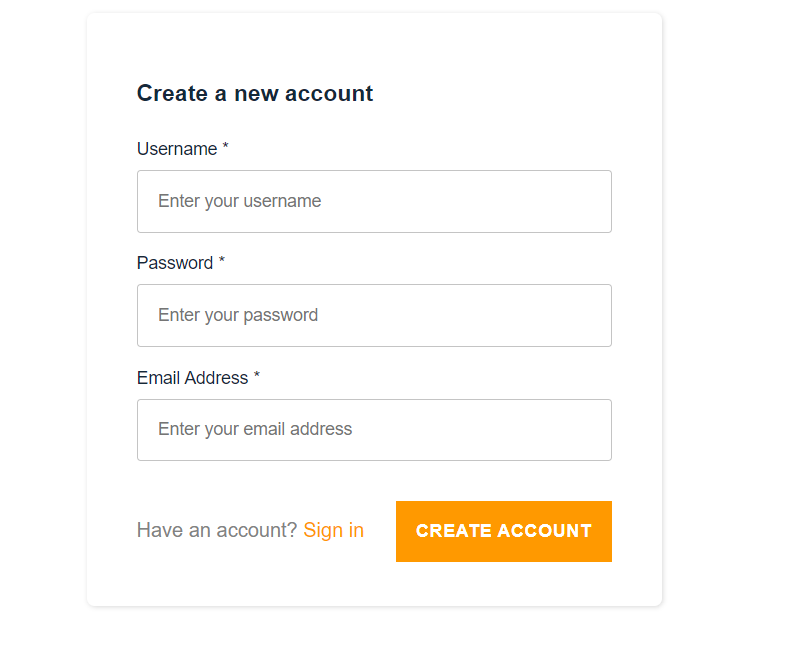 Create a new account
Username *
Enter your username
Password *
Enter your password
Email Address *
Enter your email address
Have an account? Sign in
CREATE ACCOUNT